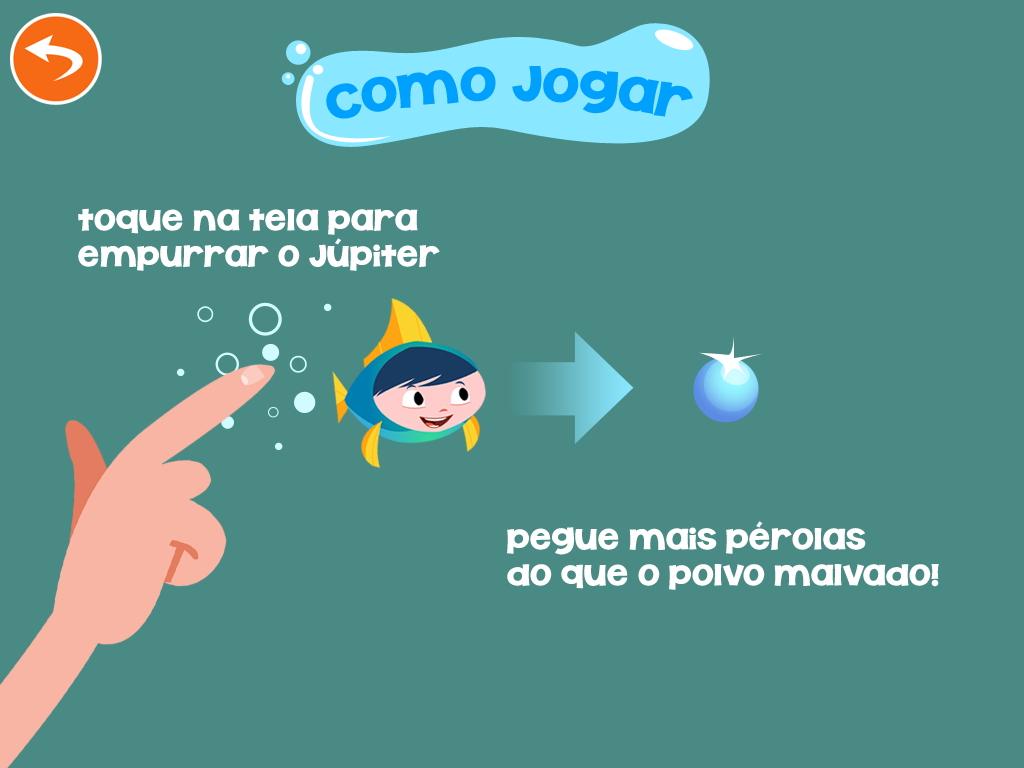 como jogar
toque na tela para
empurrar o Júpiter
pegue mais pérolas
do que o polvo malvado!